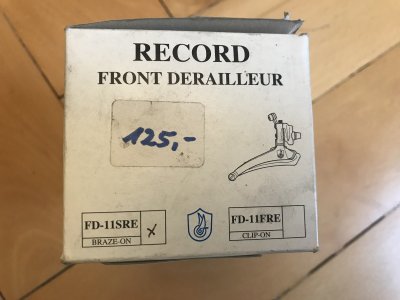 RECORD
FRONT DERAILLEUR
125,-
FD-11SRE x
BRAZE-ON
FD-11FRE
CLIP-ON